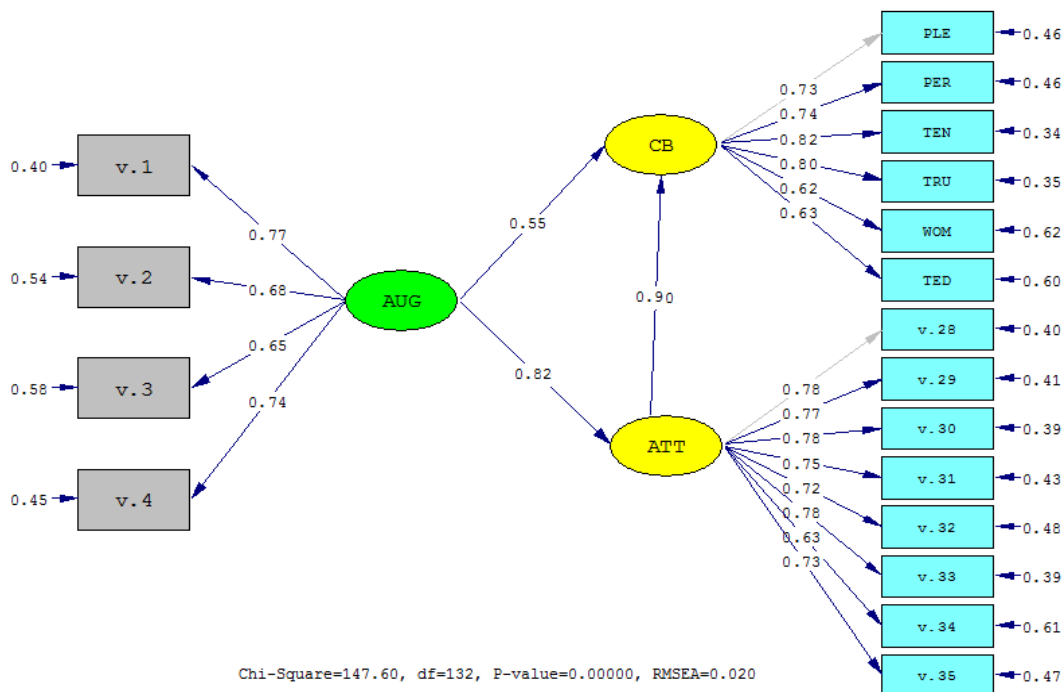 PLE
0.46
0.73
PER
0.46
0.74
TEN
0.34
0.82
CB
TRU
0.35
0.80
WOM
0.62
0.62
TED
0.60
0.63
0.40
v.1
0.77
0.55
0.54
v.2
0.68
AUG
0.90
0.58
v.3
0.65
0.82
0.45
v.4
0.74
ATT
v.28
0.40
0.78
v.29
0.41
0.77
v.30
0.39
0.78
v.31
0.43
0.75
v.32
0.48
0.72
v.33
0.39
0.78
v.34
0.61
0.63
v.35
0.47
0.73
Chi-Square=147.60, df=132, P-value=0.00000, RMSEA=0.020